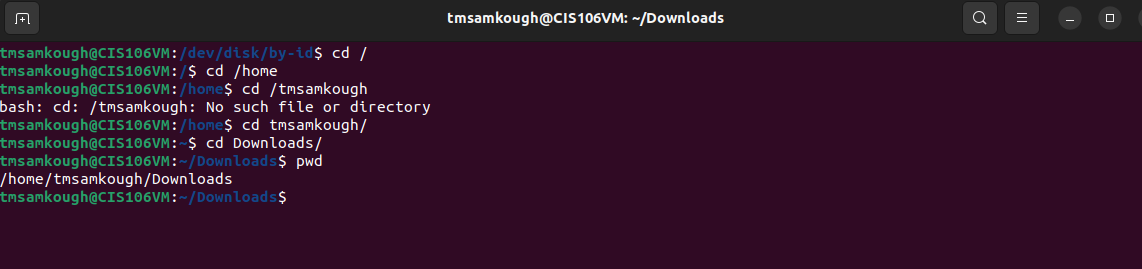 tmsamkough@CIS106VM: ~/Downloads
tmsamkough@CIS106VM:/dev/disk/by-id$ cd /
tmsamkough@CIS106VM:/$ cd /home
tmsamkough@CIS106VM:/home$ cd /tmsamkough
bash: cd: /tmsamkough: No such file or directory
tmsamkough@CIS106VM:/home$ cd tmsamkough/
tmsamkough@CIS106VM:~$ cd Downloads/
tmsamkough@CIS106VM:~/Downloads$ pwd
/home/tmsamkough/Downloads
tmsamkough@CIS106VM:~/Downloads$